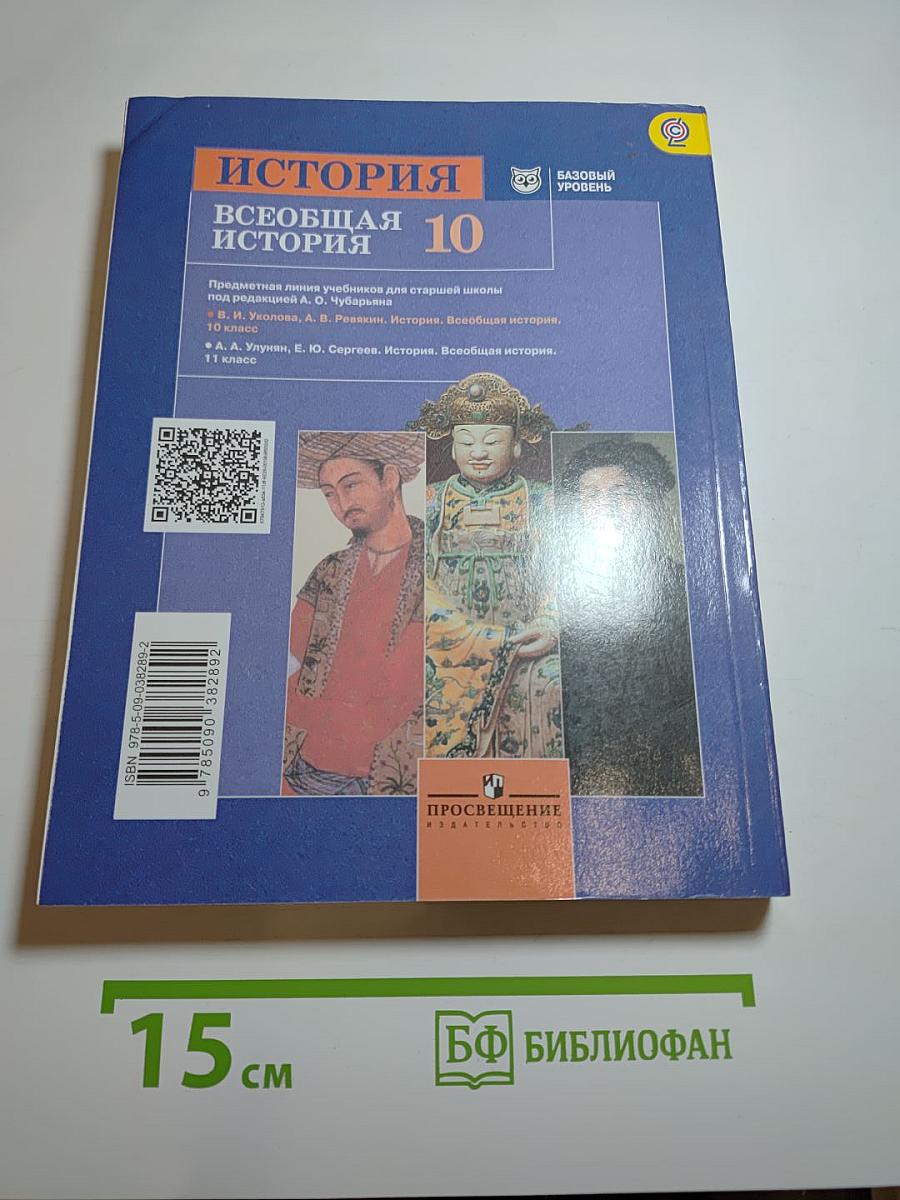 ИСТОРИЯ
БАЗОВЫЙ
УРОВЕНЬ
ВСЕОБЩАЯ
ИСТОРИЯ
10
Предметная линия учебников для старшей школы
под редакцией А. О. Чубарьяна
• В. И. Уколова, А. В. Ревякин. История. Всеобщая история.
10 класс
• А. А. Улунян, Е. Ю. Сергеев. История. Всеобщая история.
11 класс
ISBN 978-5-09-038289-2
9 785090 382892
ПРОСВЕЩЕНИЕ
ИЗДАТЕЛЬСТВО
15 см
БФ БИБЛИОФАН